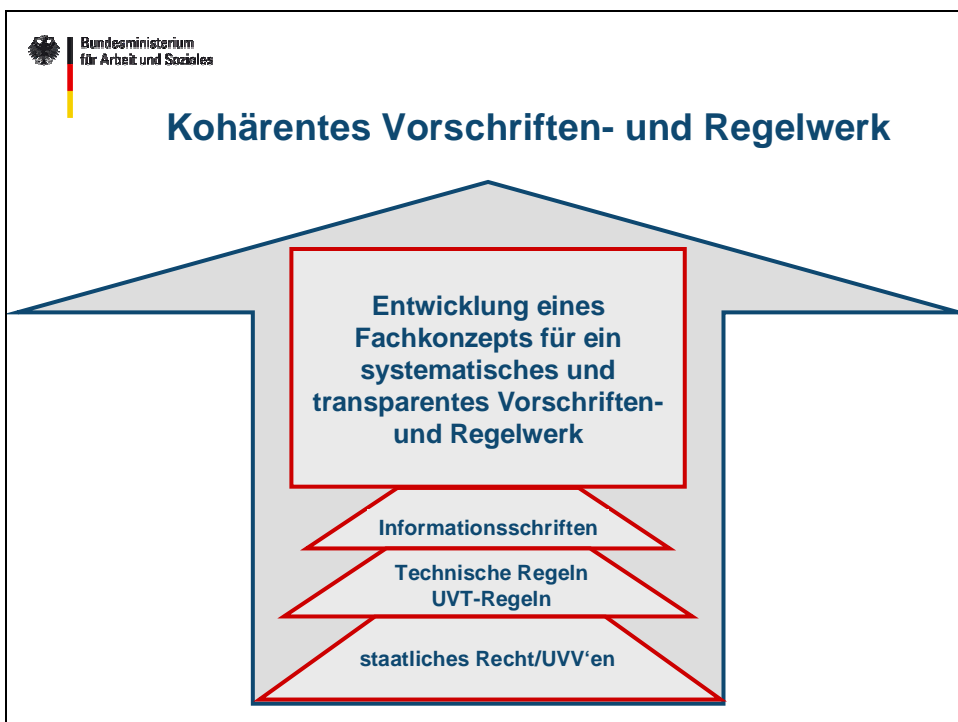 Bundesministerium
für Arbeit und Soziales
Kohärentes Vorschriften- und Regelwerk
Entwicklung eines
Fachkonzepts für ein
systematisches und
transparentes Vorschriften-
und Regelwerk
Informationsschriften
Technische Regeln
UVT-Regeln
staatliches Recht/UVV‘en